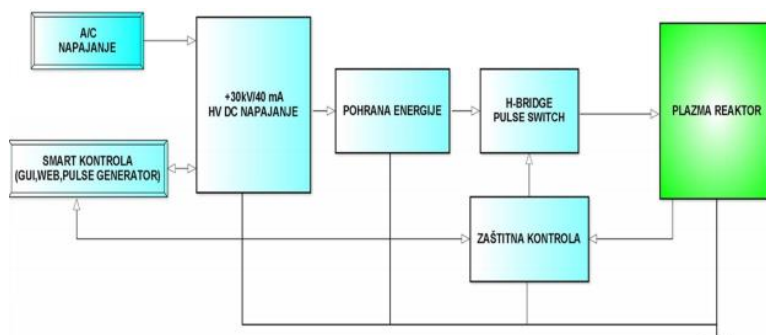 A/C
NAPAJANJE
+30kV/40 mA
HV DC NAPAJANJE
POHRANA ENERGIJE
H-BRIDGE
PULSE SWITCH
PLAZMA REAKTOR
SMART KONTROLA
(GUI,WEB,PULSE GENERATOR)
ZAŠTITNA KONTROLA